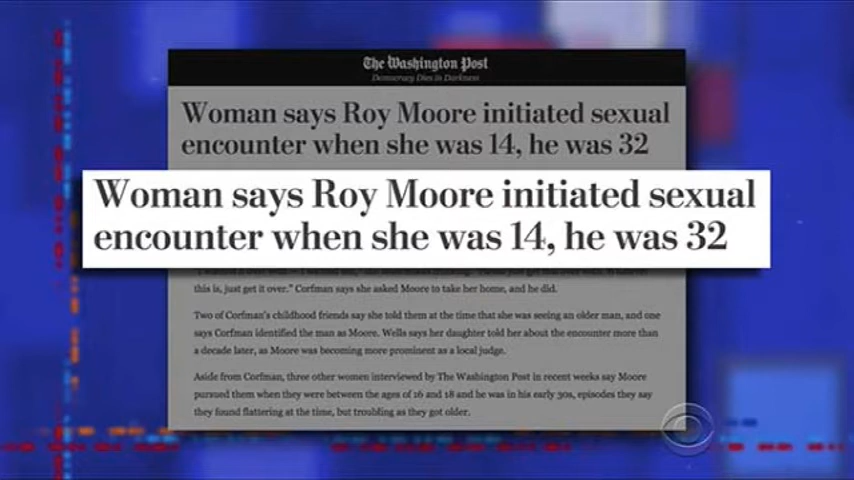 The Washington Post
Democracy Dies in Darkness
Woman says Roy Moore initiated sexual
encounter when she was 14, he was 32
Woman says Roy Moore initiated sexual
encounter when she was 14, he was 32
this is, just get it over.” Corfman says she asked Moore to take her home, and he did.
Two of Corfman's childhood friends say she told them at the time that she was seeing an older man, and one
says Corfman identified the man as Moore. Wells says her daughter told her about the encounter more than
a decade later, as Moore was becoming more prominent as a local judge.
Aside from Corfman, three other women interviewed by The Washington Post in recent weeks say Moore
pursued them when they were between the ages of 16 and 18 and he was in his early 30s, episodes they say
they found flattering at the time, but troubling as they got older.